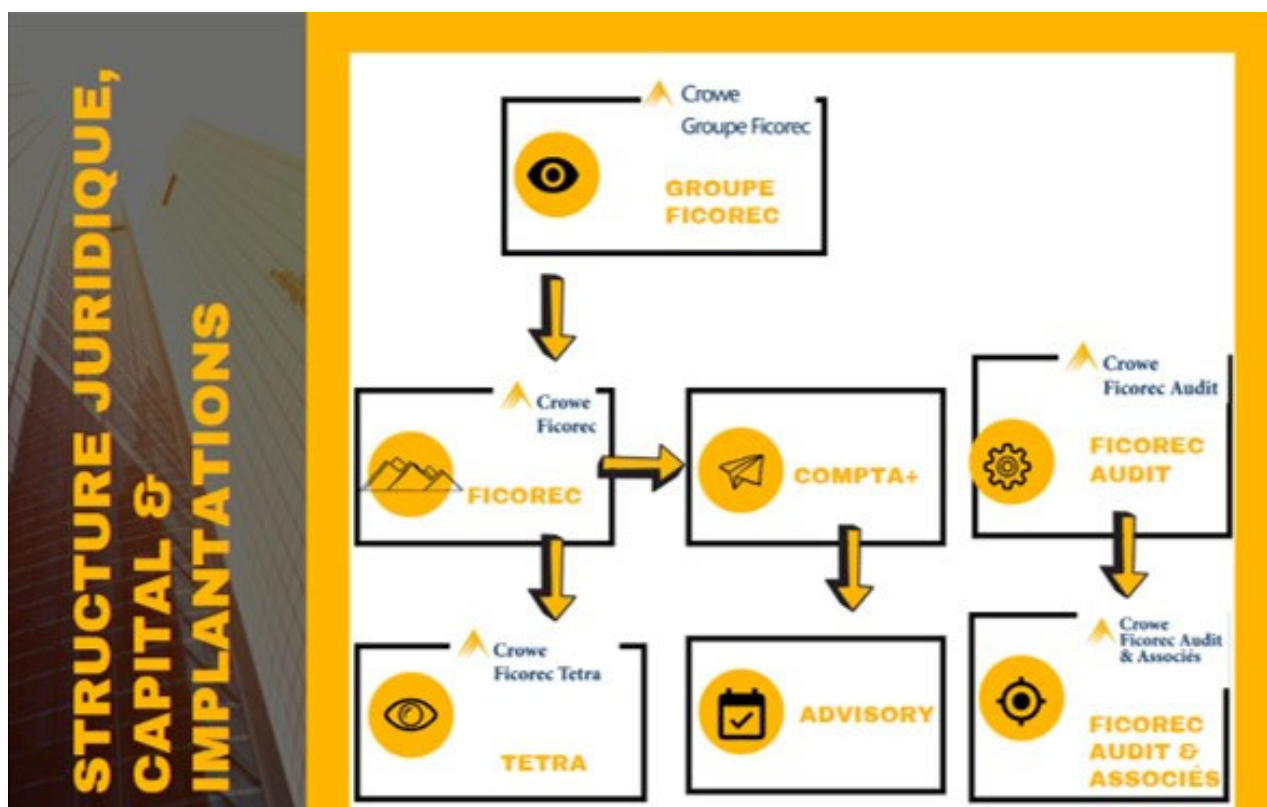 STRUCTURE JURIDIQUE,
CAPITAL &
IMPLANTATIONS
Crowe
Groupe Ficorec
GROUPE
FICOREC
Crowe
Ficorec
FICOREC
COMPTA+
Crowe
Ficorec Audit
FICOREC
AUDIT
Crowe
Ficorec Tetra
TETRA
ADVISORY
Crowe
Ficorec Audit
& Associés
FICOREC
AUDIT &
ASSOCIÉS